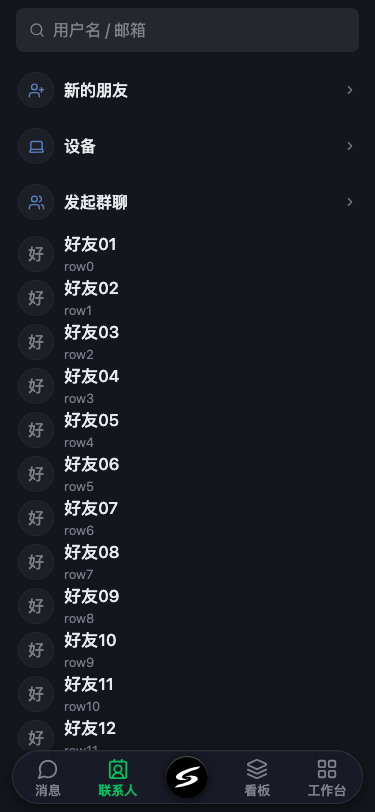 用户名 / 邮箱
新的朋友
设备
发起群聊
好 好友01
row0
好 好友02
row1
好 好友03
row2
好 好友04
row3
好 好友05
row4
好 好友06
row5
好 好友07
row6
好 好友08
row7
好 好友09
row8
好 好友10
row9
好 好友11
row10
好 好友12
row11
消息 联系人 看板 工作台